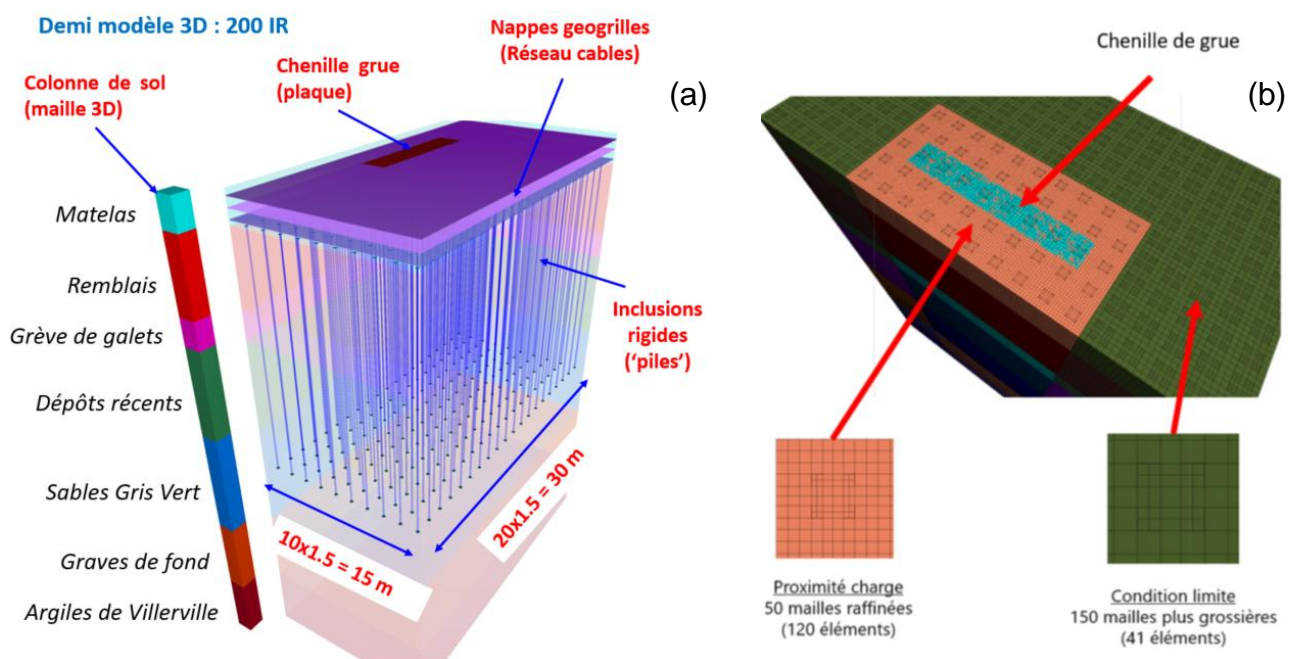 Demi modèle 3D : 200 IR
Colonne de sol
(maille 3D)
Chenille grue
(plaque)
Nappes geogrilles
(Réseau cables)
(a)
Matelas
Remblais
Grève de galets
Dépôts récents
Sables Gris Vert
Graves de fond
Argiles de Villerville
Inclusions
rigides
(‘piles’)
10x1.5 = 15 m
20x1.5 = 30 m
Chenille de grue
(b)
Proximité charge
50 mailles raffinées
(120 éléments)
Condition limite
150 mailles plus grossières
(41 éléments)